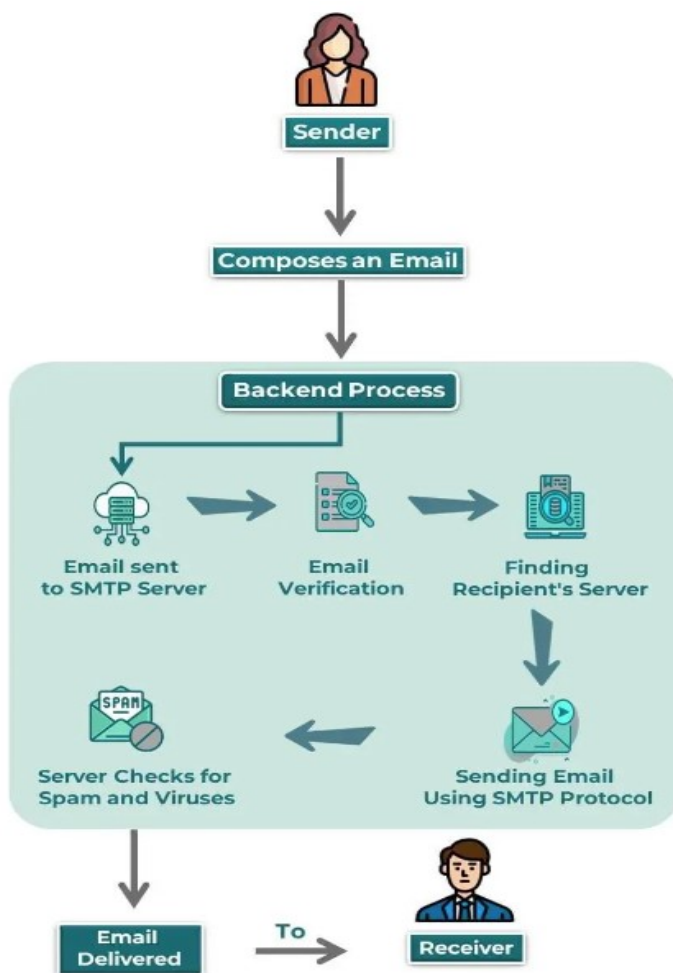 Sender
Composes an Email
Backend Process
Email sent
to SMTP Server
Email
Verification
Finding
Recipient's Server
SPAM
Server Checks for
Spam and Viruses
Sending Email
Using SMTP Protocol
Email
Delivered
To
Receiver